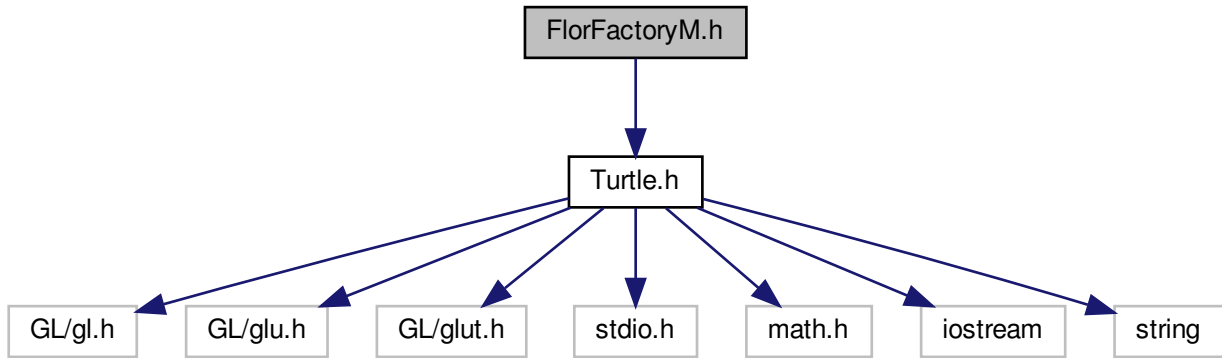 FlorFactoryM.h
Turtle.h
GL/gl.h
GL/glu.h
GL/glut.h
stdio.h
math.h
iostream
string